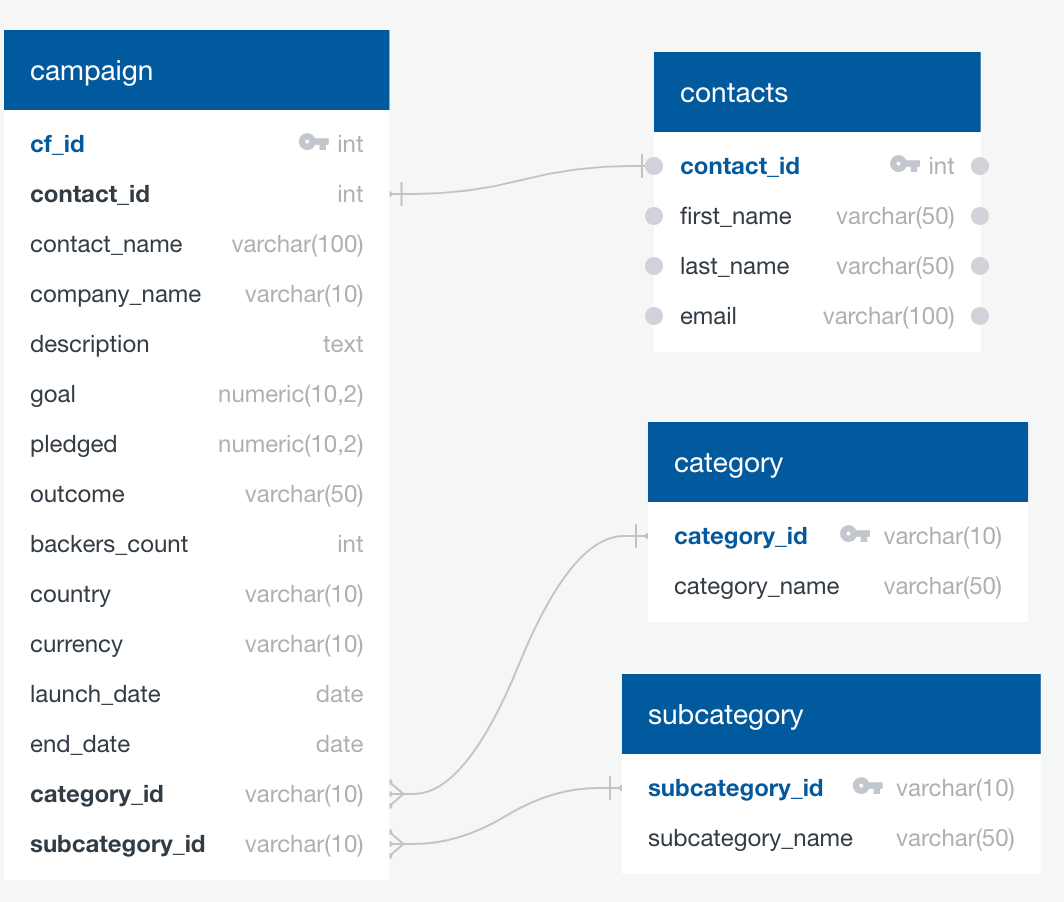 campaign
cf_id int
contact_id int
contact_name varchar(100)
company_name varchar(10)
description text
goal numeric(10,2)
pledged numeric(10,2)
outcome varchar(50)
backers_count int
country varchar(10)
currency varchar(10)
launch_date date
end_date date
category_id varchar(10)
subcategory_id varchar(10)
contacts
contact_id int
first_name varchar(50)
last_name varchar(50)
email varchar(100)
category
category_id varchar(10)
category_name varchar(50)
subcategory
subcategory_id varchar(10)
subcategory_name varchar(50)